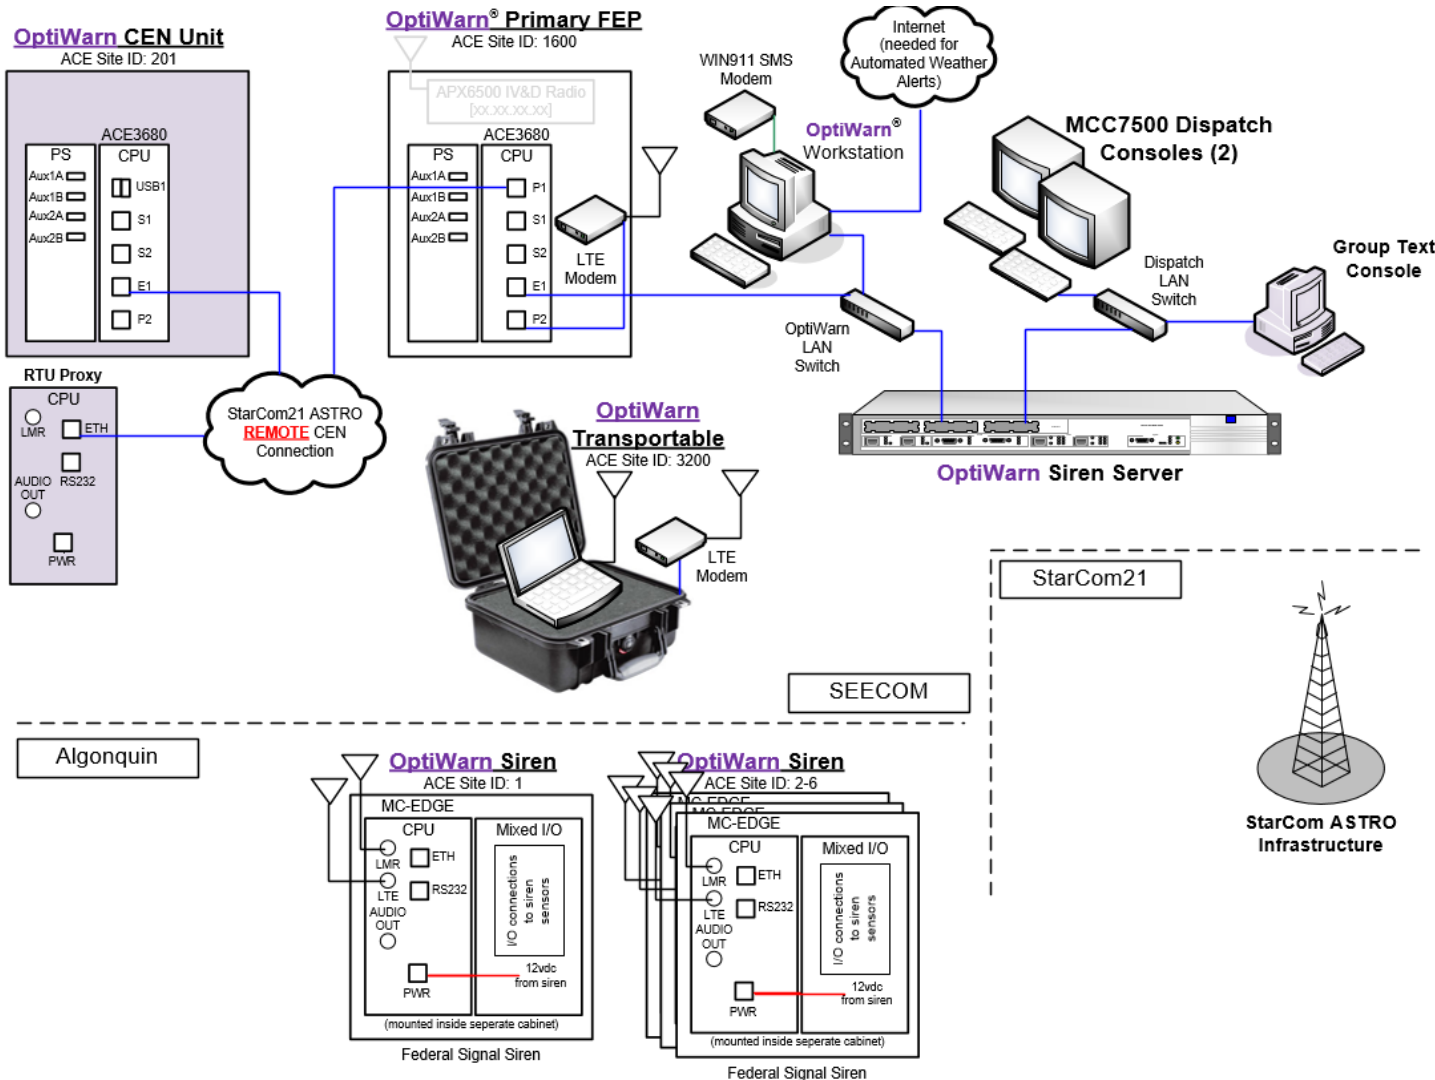 OptiWarn CEN Unit
ACE Site ID: 201
ACE3680
PS
CPU
Aux1A
Aux1B
Aux2A
Aux2B
USB1
S1
S2
E1
P2
RTU Proxy
CPU
LMR
ETH
AUDIO
OUT
RS232
PWR
StarCom21 ASTRO
REMOTE CEN
Connection
OptiWarn® Primary FEP
ACE Site ID: 1600
APX6500 IV&D Radio
[xx.xx.xx.xx]
ACE3680
PS
CPU
Aux1A
Aux1B
Aux2A
Aux2B
P1
S1
S2
E1
P2
LTE
Modem
WIN911 SMS
Modem
OptiWarn®
Workstation
Internet
(needed for
Automated Weather
Alerts)
MCC7500 Dispatch
Consoles (2)
Group Text
Console
Dispatch
LAN
Switch
OptiWarn
LAN
Switch
OptiWarn Siren Server
OptiWarn
Transportable
ACE Site ID: 3200
LTE
Modem
SEECOM
StarCom21
StarCom ASTRO
Infrastructure
Algonquin
OptiWarn Siren
ACE Site ID: 1
MC-EDGE
CPU
Mixed I/O
LMR
ETH
LTE
RS232
AUDIO
OUT
PWR
I/O connections
to siren
sensors
12vdc
from siren
(mounted inside seperate cabinet)
Federal Signal Siren
OptiWarn Siren
ACE Site ID: 2-6
MC-EDGE
MC-EDGE
MC-EDGE
CPU
Mixed I/O
LMR
ETH
LTE
RS232
AUDIO
OUT
PWR
I/O connections
to siren
sensors
12vdc
from siren
(mounted inside seperate cabinet)
Federal Signal Siren